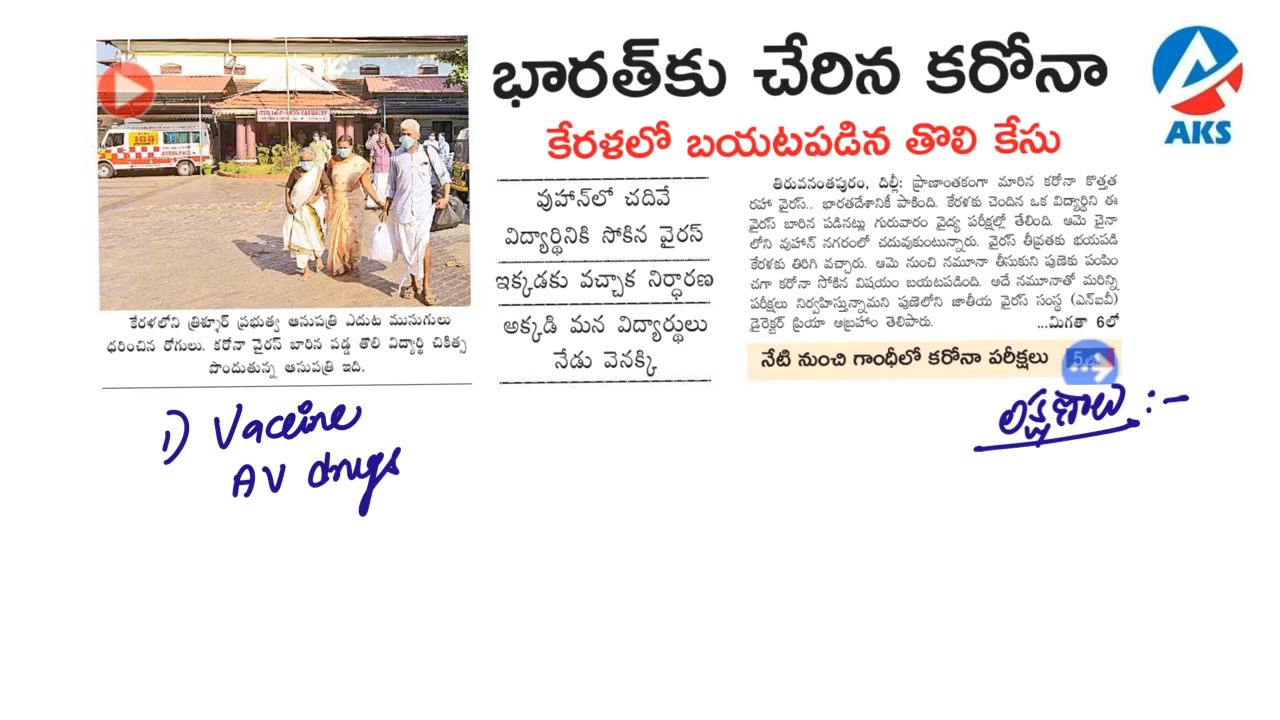 భారత్‌కు చేరిన కరోనా
కేరళలో బయటపడిన తొలి కేసు
AKS
108
వుహాన్‌లో చదివే
విద్యార్థినికి సోకిన వైరస్
ఇక్కడకు వచ్చాక నిర్ధారణ
అక్కడి మన విద్యార్థులు
నేడు వెనక్కి
తిరువనంతపురం, దిల్లీ: ప్రాణాంతకంగా మారిన కరోనా కొత్తత
రహా వైరస్.. భారతదేశానికీ పాకింది. కేరళకు చెందిన ఒక విద్యార్థిని ఈ
వైరస్ బారిన పడినట్లు గురువారం వైద్య పరీక్షల్లో తేలింది. ఆమె చైనా
లోని వుహాన్ నగరంలో చదువుకుంటున్నారు. వైరస్ తీవ్రతకు భయపడి
కేరళకు తిరిగి వచ్చారు. ఆమె నుంచి నమూనా తీసుకుని పుణెకు పంపిం
చగా కరోనా సోకిన విషయం బయటపడింది. అదే నమూనాతో మరిన్ని
పరీక్షలు నిర్వహిస్తున్నామని పుణెలోని జాతీయ వైరస్ సంస్థ (ఎన్ఐవీ)
డైరెక్టర్ ప్రియా అబ్రహాం తెలిపారు. ...మిగతా 6లో
నేటి నుంచి గాంధీలో కరోనా పరీక్షలు
కేరళలోని త్రిశ్శూర్ ప్రభుత్వ ఆసుపత్రి ఎదుట ముసుగులు
ధరించిన రోగులు. కరోనా వైరస్ బారిన పడ్డ తొలి విద్యార్థి చికిత్స
పొందుతున్న ఆసుపత్రి ఇది.
1) Vaccine
AV drugs
లక్షణాలు :-